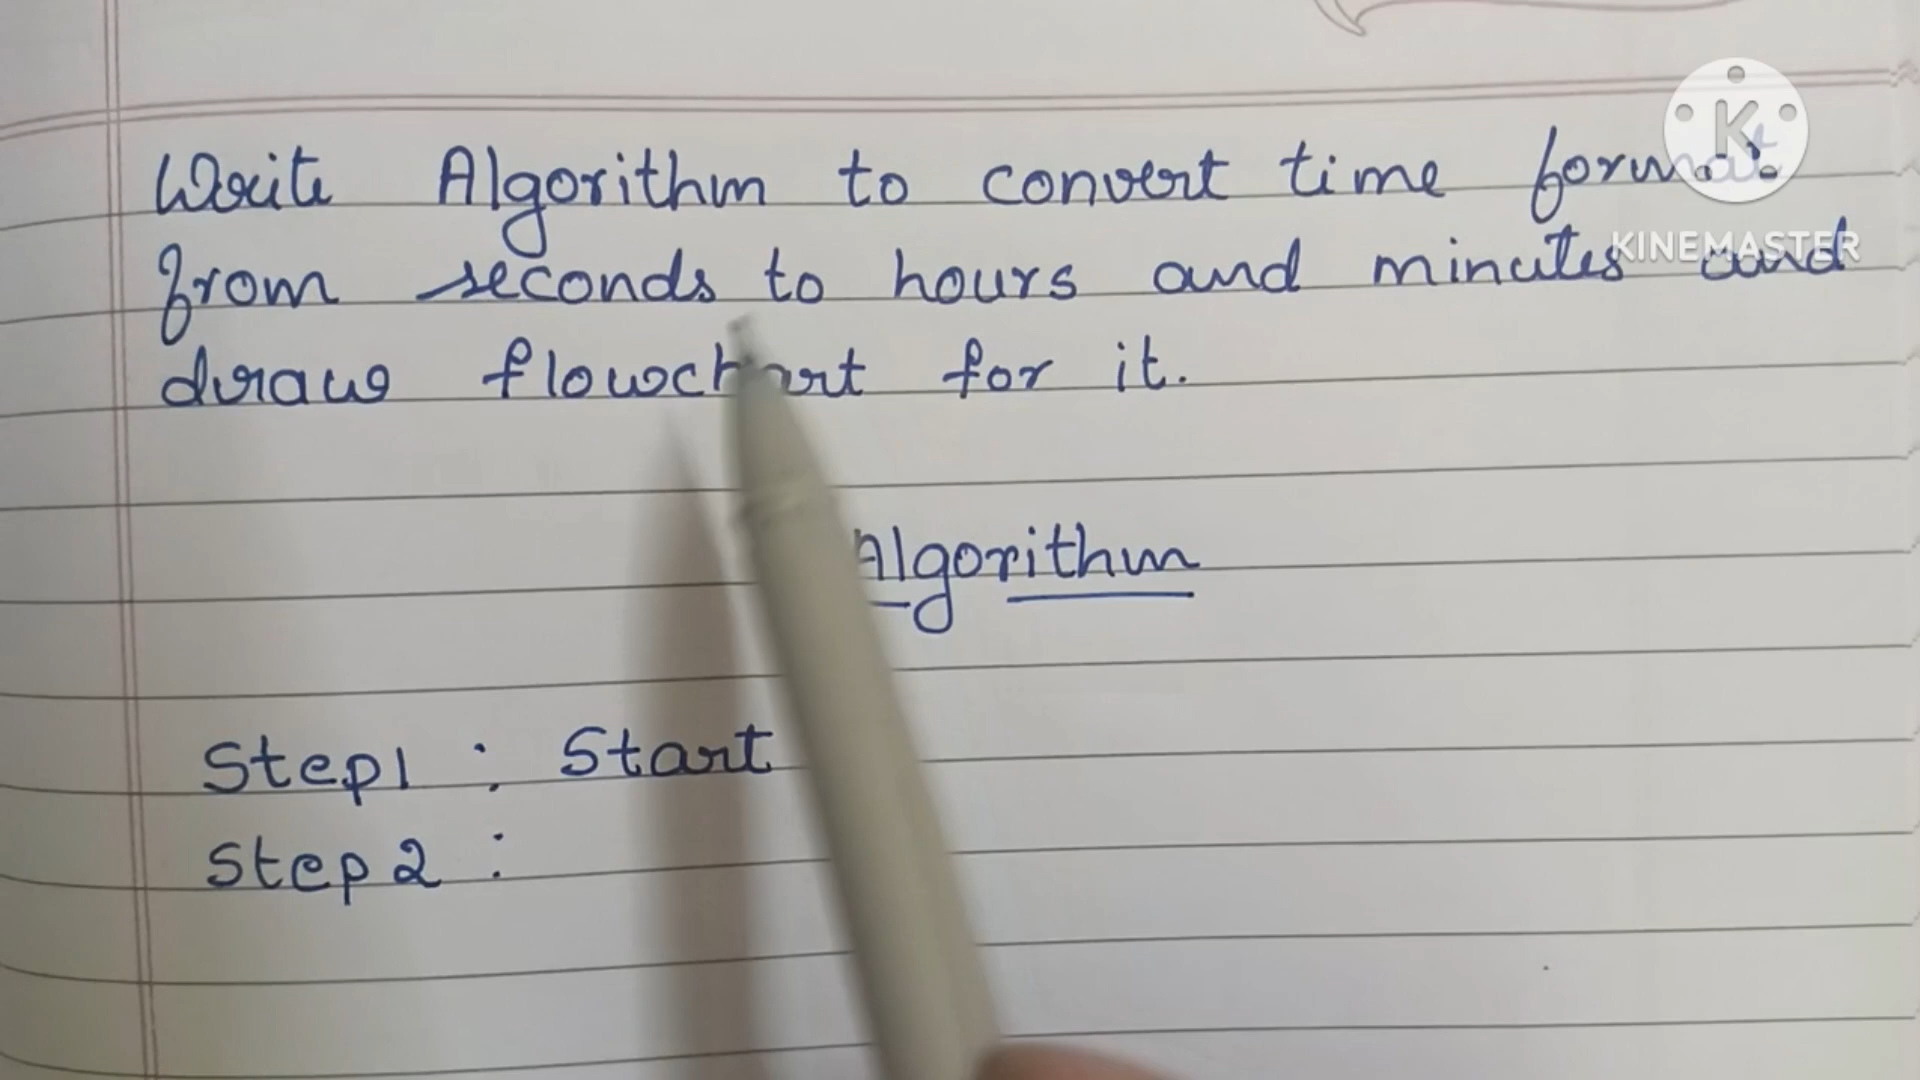 Write Algorithm to convert time format
from seconds to hours and minutes and
draw flowchart for it.
Algorithm
Step1 : Start
Step2 :
K
KINEMASTER